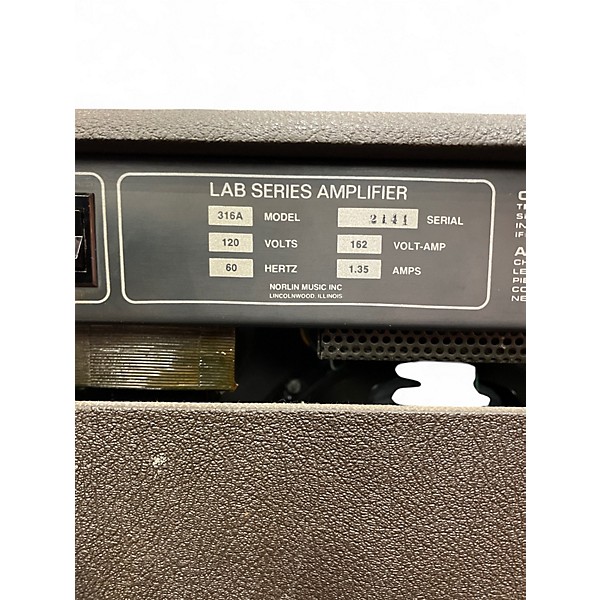 LAB SERIES AMPLIFIER
316A MODEL 2141 SERIAL
120 VOLTS 162 VOLT-AMP
60 HERTZ 1.35 AMPS
NORLIN MUSIC INC
LINCOLNWOOD, ILLINOIS